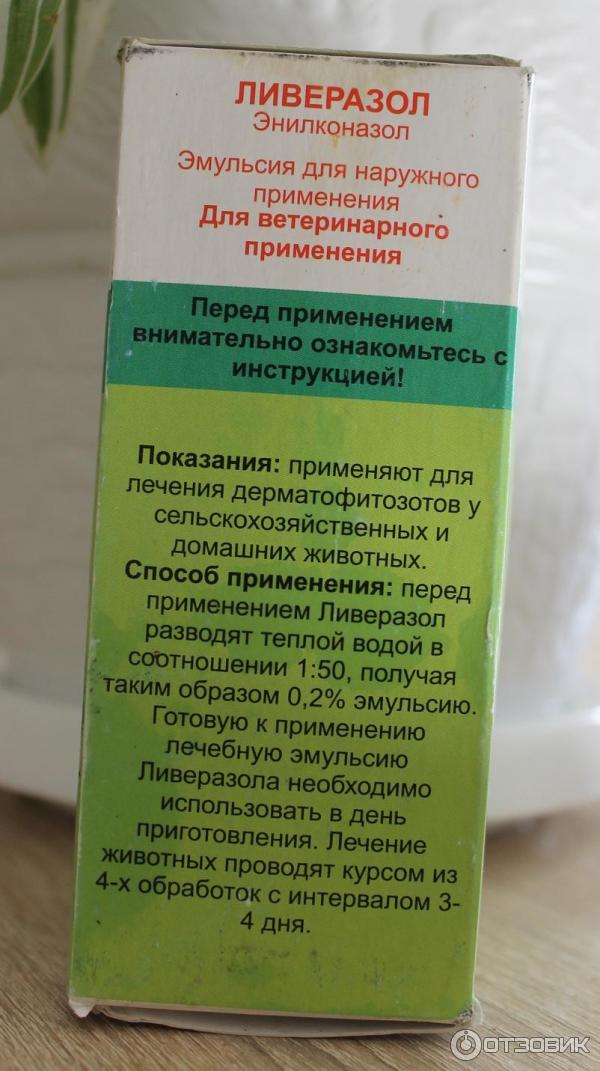 ЛИВЕРАЗОЛ
Энилконазол
Эмульсия для наружного
применения
Для ветеринарного
применения
Перед применением
внимательно ознакомьтесь с
инструкцией!
Показания: применяют для
лечения дерматофитозотов у
сельскохозяйственных и
домашних животных.
Способ применения: перед
применением Ливеразол
разводят теплой водой в
соотношении 1:50, получая
таким образом 0,2% эмульсию.
Готовую к применению
лечебную эмульсию
Ливеразола необходимо
использовать в день
приготовления. Лечение
животных проводят курсом из
4-х обработок с интервалом 3-
4 дня.
ОТЗОВИК